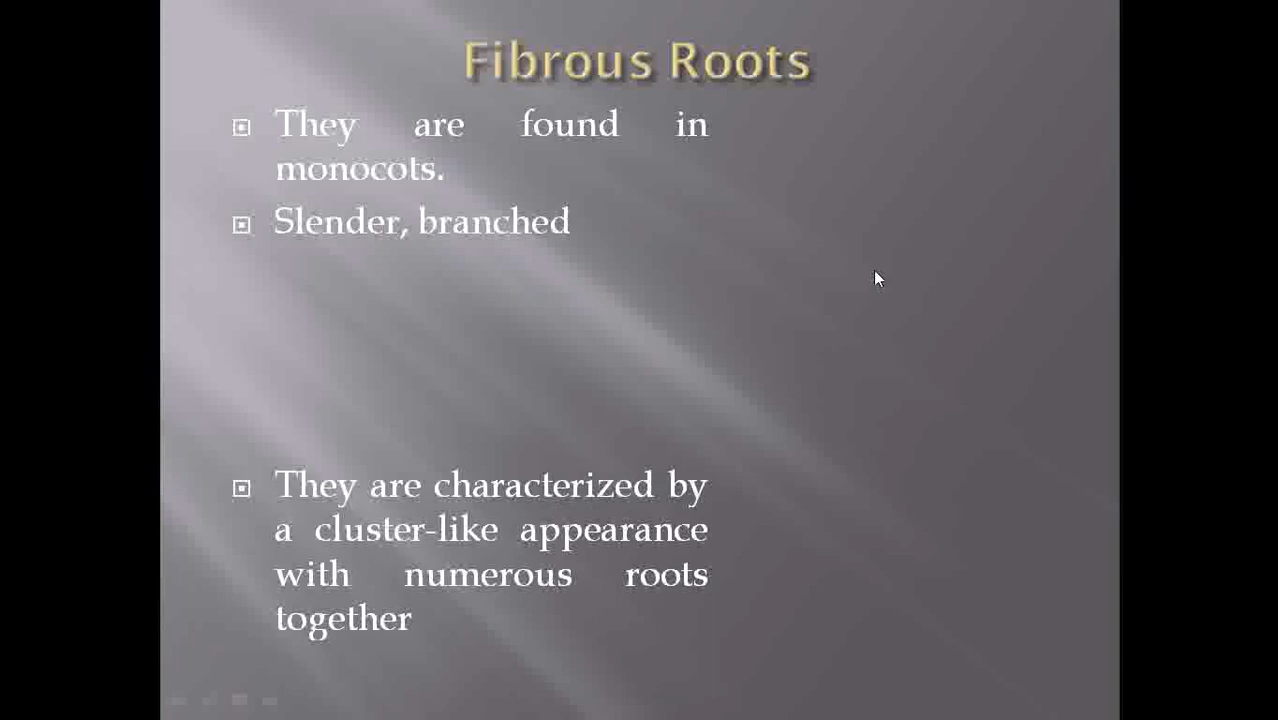 Fibrous Roots
They are found in
monocots.
Slender, branched
They are characterized by
a cluster-like appearance
with numerous roots
together